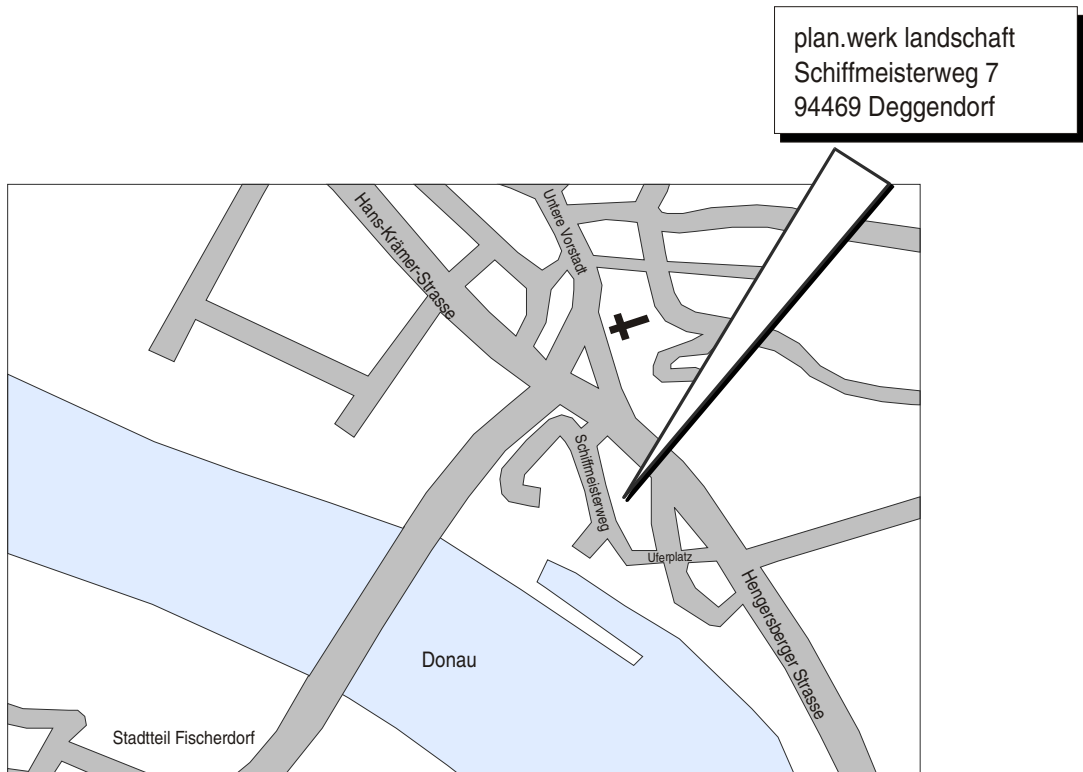 plan.werk landschaft
Schiffmeisterweg 7
94469 Deggendorf
Untere Vorstadt
Hans-Krämer-Strasse
Schiffmeisterweg
Uferplatz
Hengersberger Strasse
Donau
Stadtteil Fischerdorf